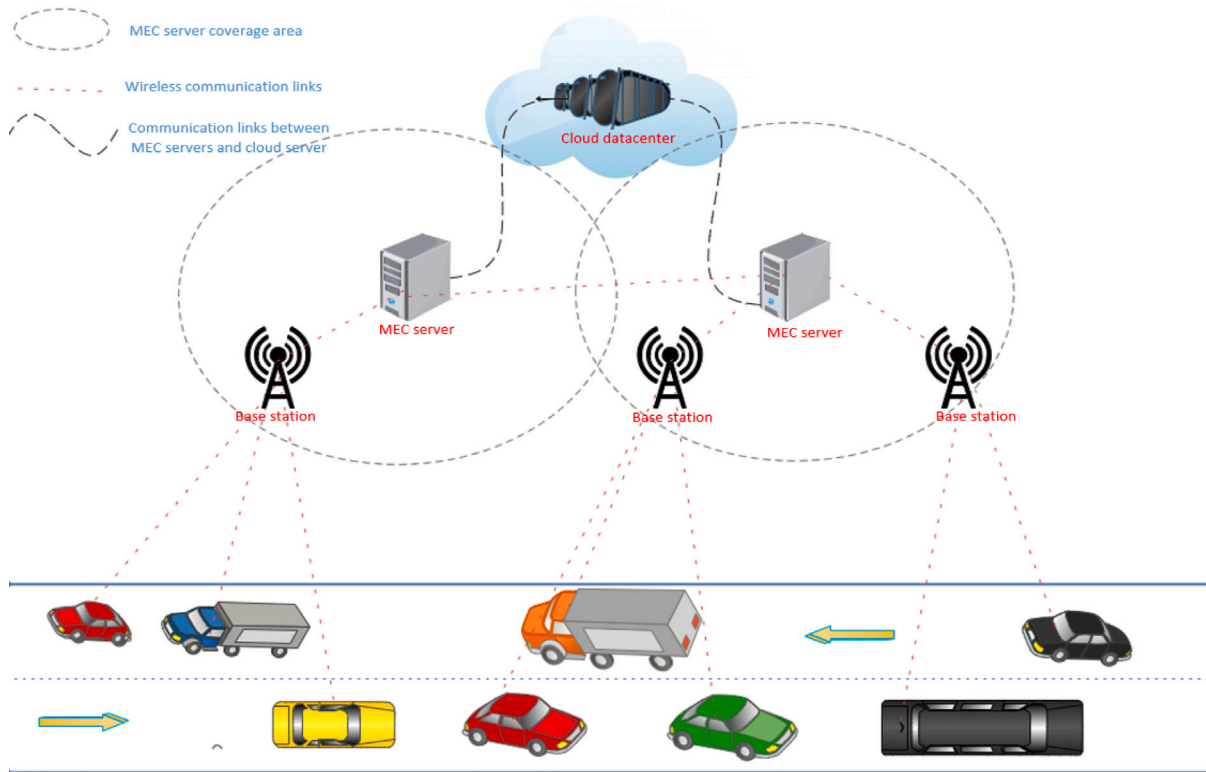 MEC server coverage area
Wireless communication links
Communication links between
MEC servers and cloud server
Cloud datacenter
MEC server
MEC server
Base station
Base station
Base station